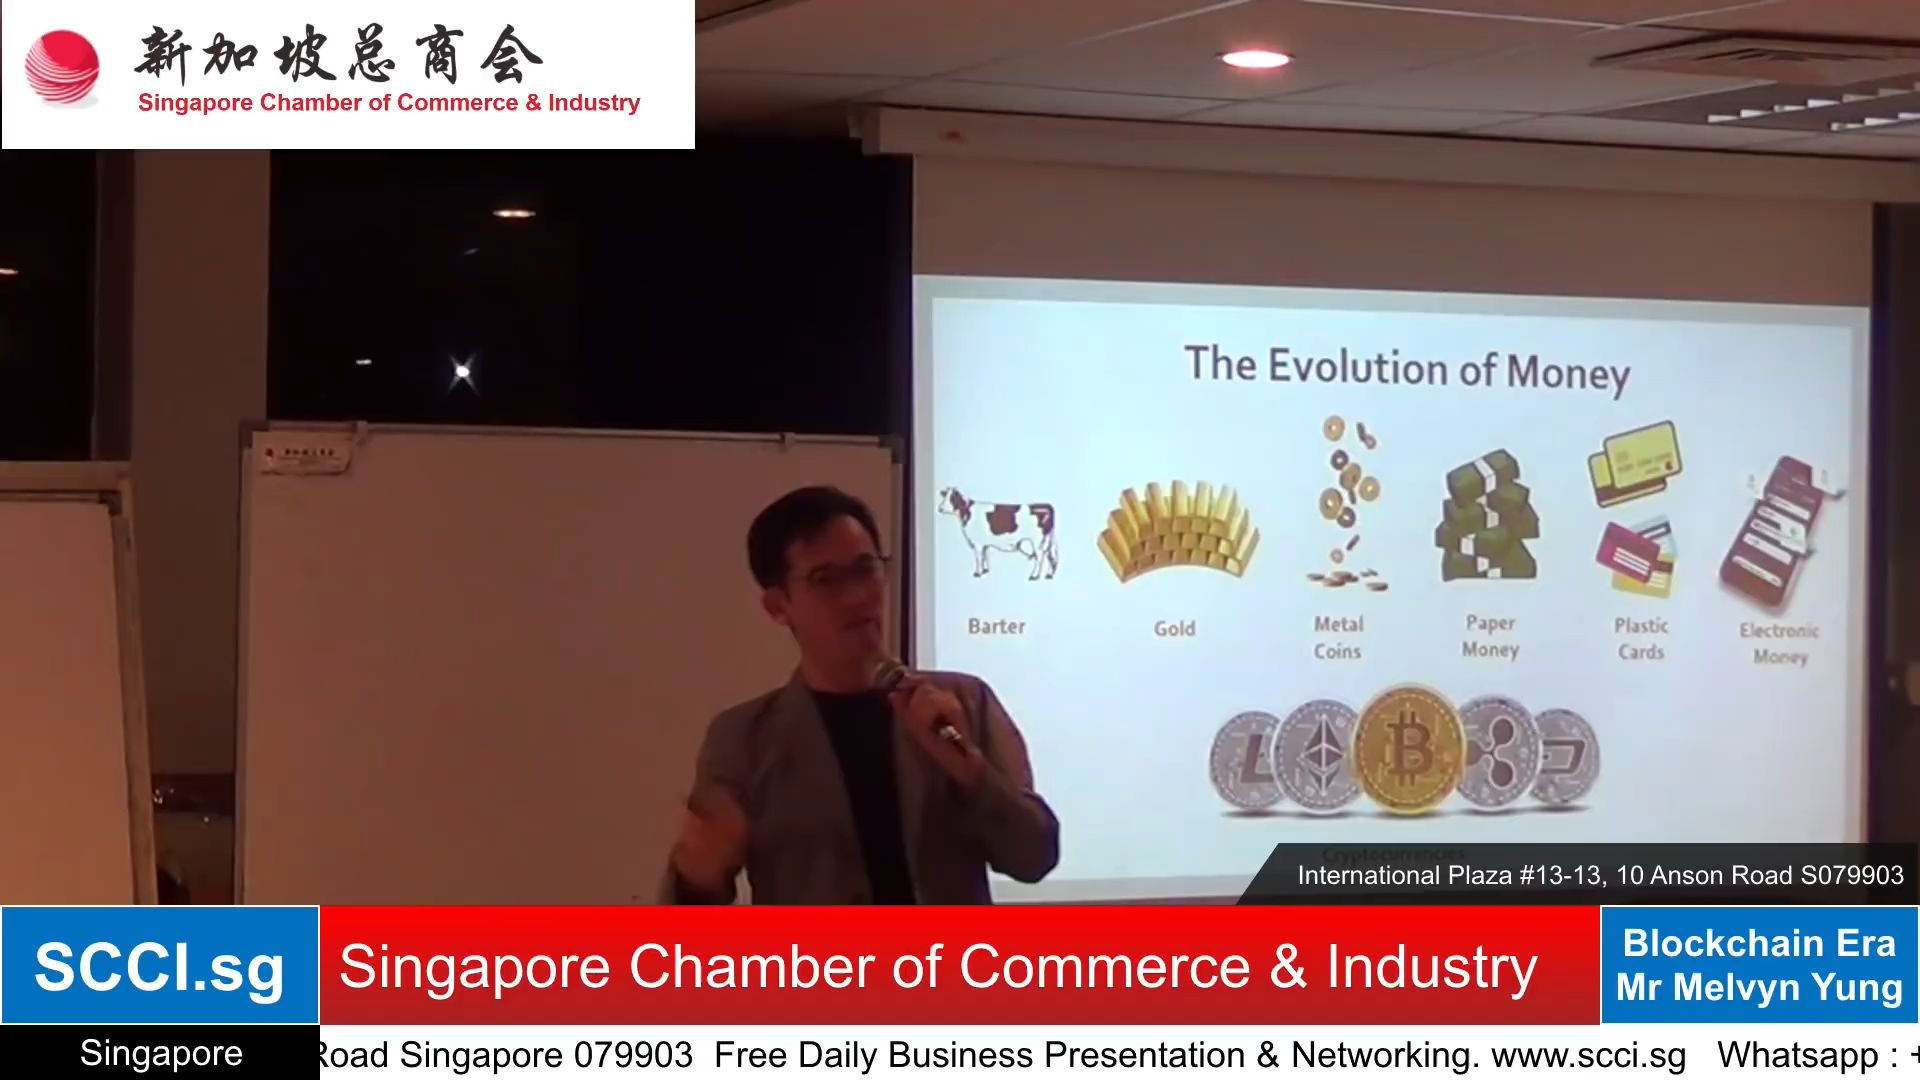 新加坡总商会
Singapore Chamber of Commerce & Industry
The Evolution of Money
Barter
Gold
Metal
Coins
Paper
Money
Plastic
Cards
Electronic
Money
Cryptocurrencies
International Plaza #13-13, 10 Anson Road S079903
SCCI.sg
Singapore Chamber of Commerce & Industry
Blockchain Era
Mr Melvyn Yung
Singapore
Road Singapore 079903 Free Daily Business Presentation & Networking. www.scci.sg Whatsapp : +